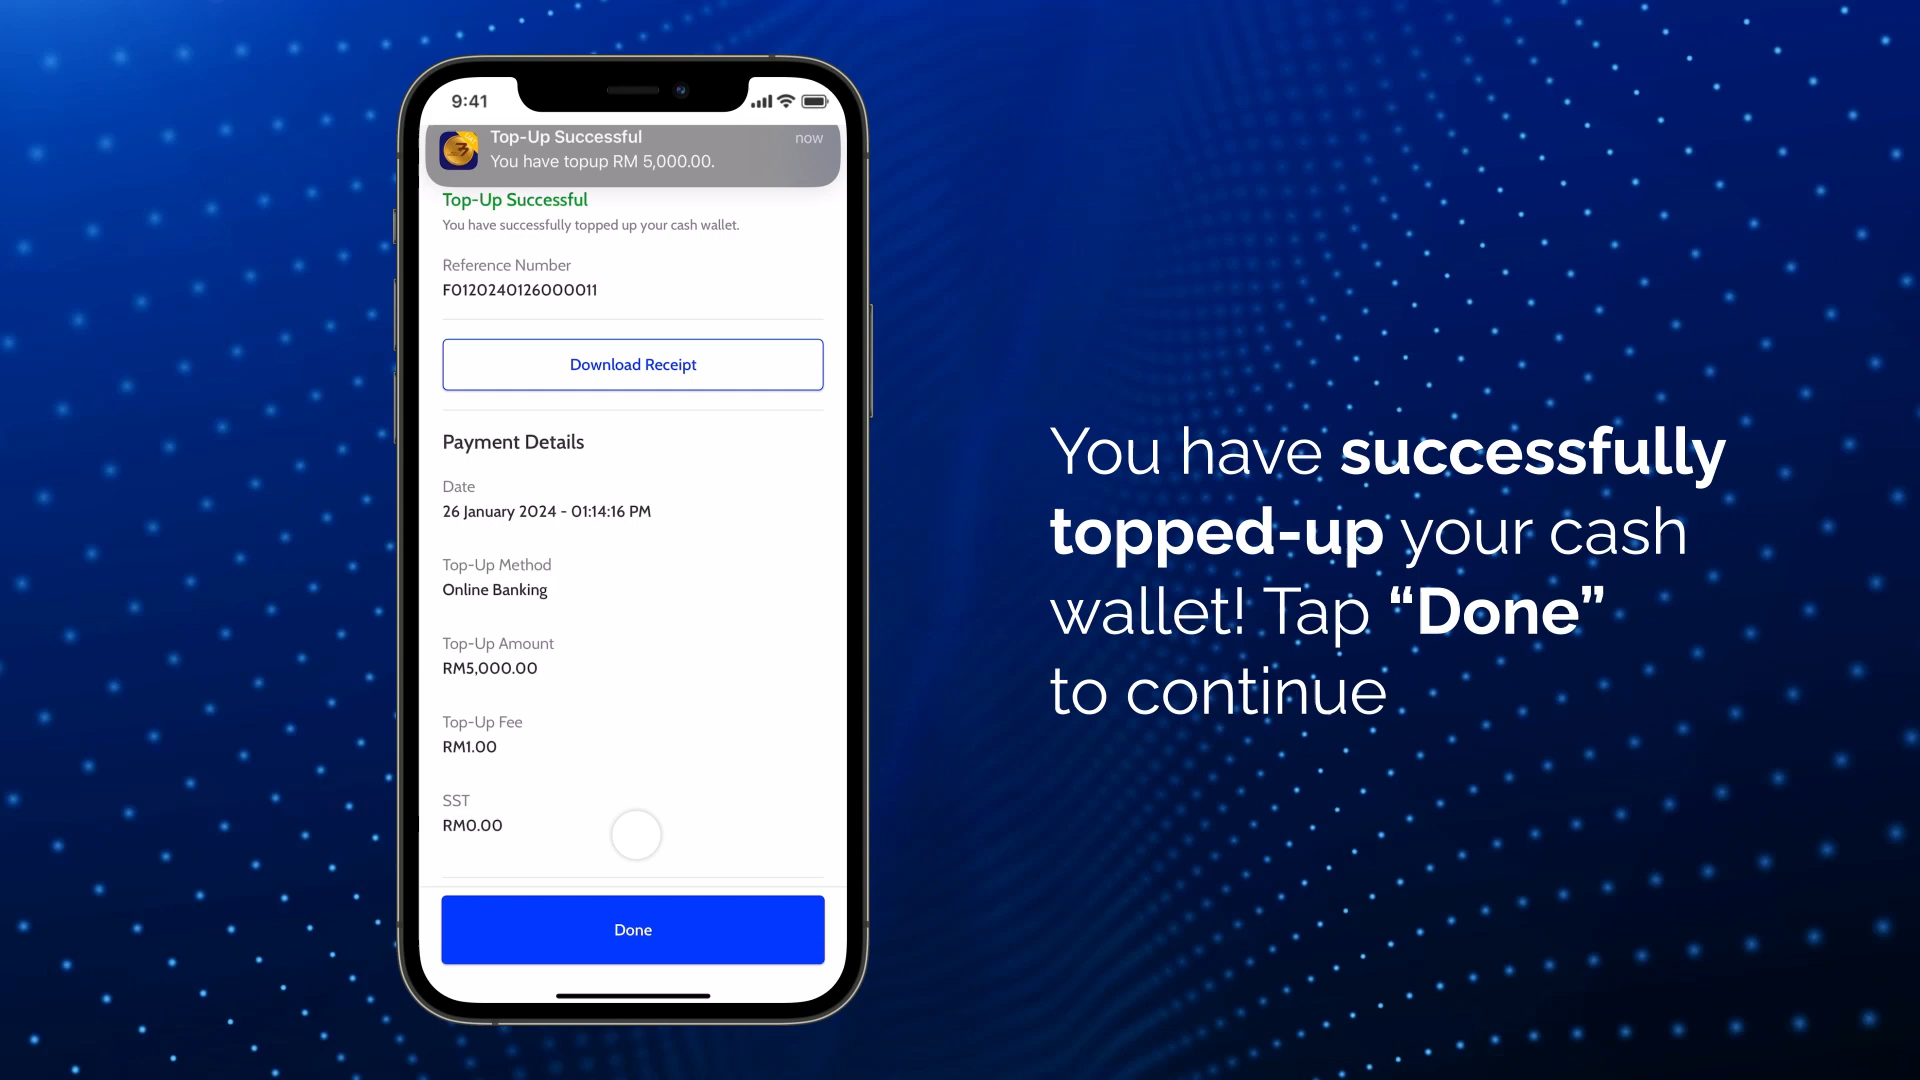 9:41
Top-Up Successful
now
You have topup RM 5,000.00.
Top-Up Successful
You have successfully topped up your cash wallet.
Reference Number
F0120240126000011
Download Receipt
Payment Details
Date
26 January 2024 - 01:14:16 PM
Top-Up Method
Online Banking
Top-Up Amount
RM5,000.00
Top-Up Fee
RM1.00
SST
RM0.00
Done
You have successfully
topped-up your cash
wallet! Tap “Done”
to continue